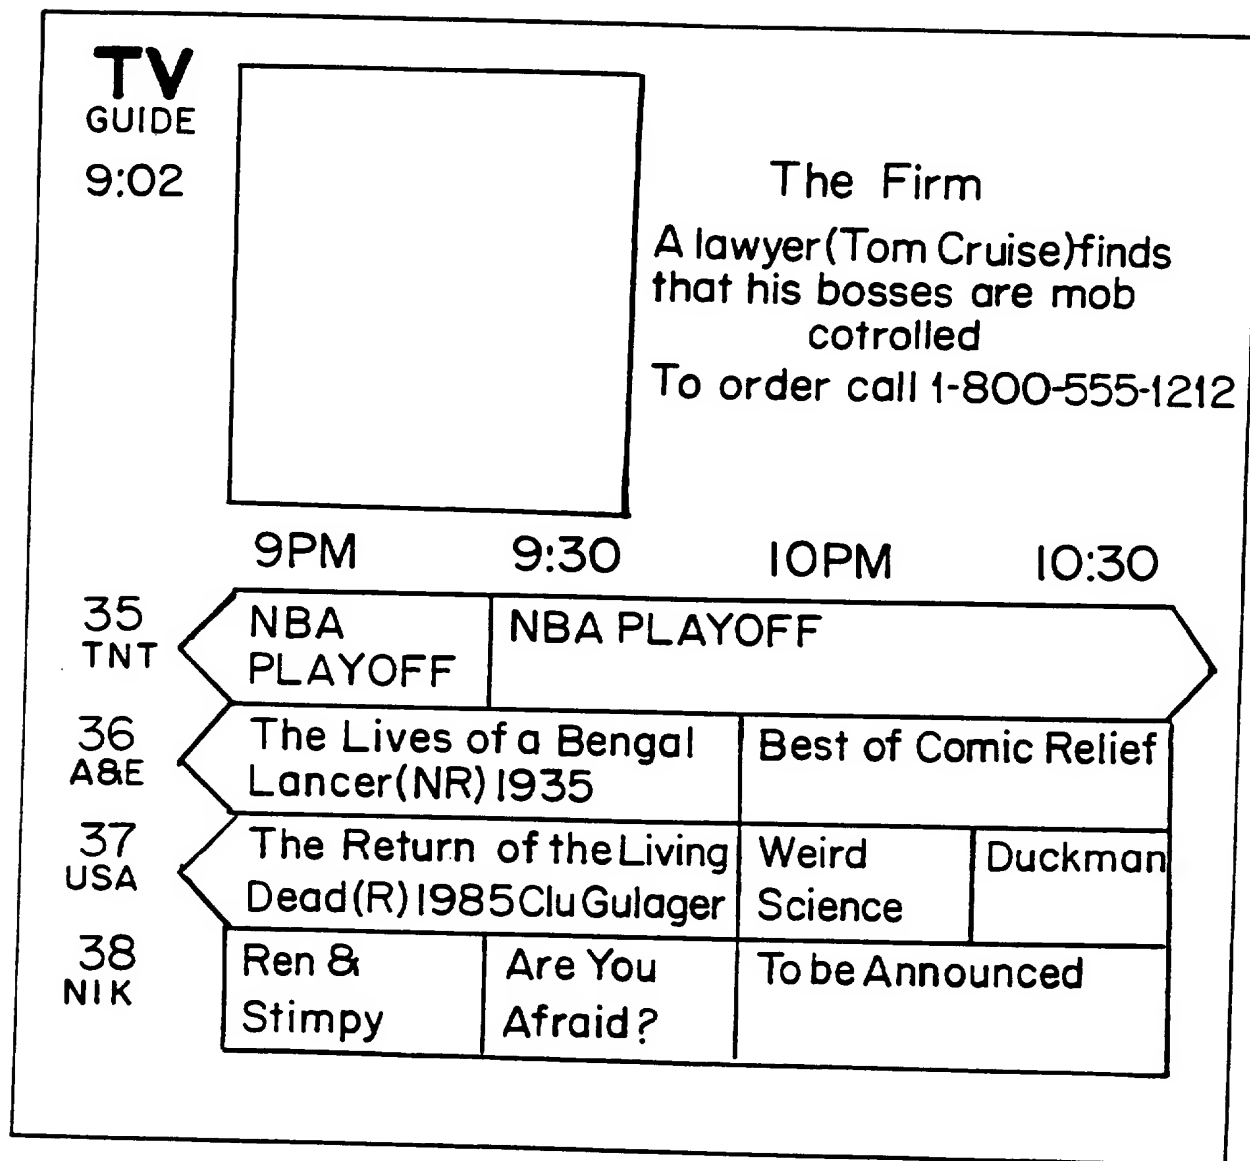 TV
GUIDE
9:02
The Firm
A lawyer(Tom Cruise)finds
that his bosses are mob
cotrolled
To order call 1-800-555-1212
9PM 9:30 10PM 10:30
35
TNT
NBA
PLAYOFF
NBA PLAYOFF
36
A&E
The Lives of a Bengal
Lancer(NR) 1935
Best of Comic Relief
37
USA
The Return of the Living
Dead(R) 1985 Clu Gulager
Weird
Science
Duckman
38
NIK
Ren &
Stimpy
Are You
Afraid?
To be Announced